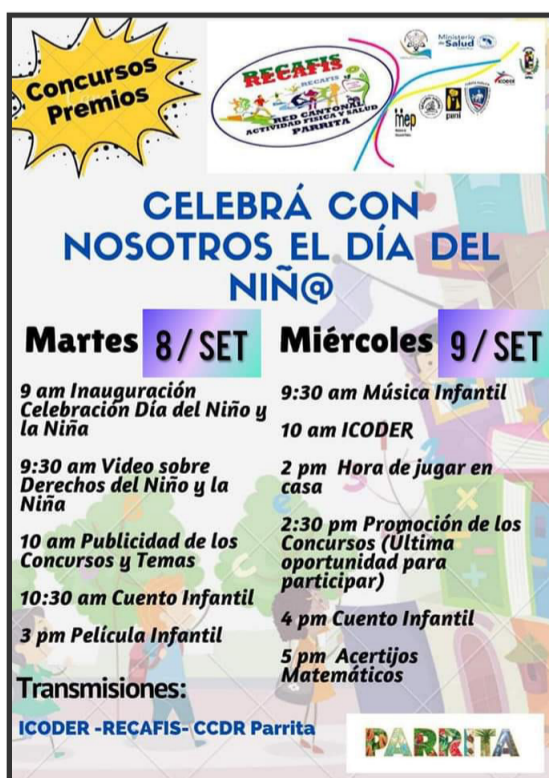 Concursos
Premios
RECAFIS
RECAFIS
RED CANTONAL
ACTIVIDAD FISICA Y SALUD
PARRITA
Ministerio
de Salud
mep
pani
ICODER
CELEBRÁ CON
NOSOTROS EL DÍA DEL
NIÑ@
Martes 8/SET
9 am Inauguración
Celebración Día del Niño y
la Niña
9:30 am Video sobre
Derechos del Niño y la
Niña
10 am Publicidad de los
Concursos y Temas
10:30 am Cuento Infantil
3 pm Película Infantil
Miércoles 9/SET
9:30 am Música Infantil
10 am ICODER
2 pm Hora de jugar en
casa
2:30 pm Promoción de los
Concursos (Última
oportunidad para
participar)
4 pm Cuento Infantil
5 pm Acertijos
Matemáticos
Transmisiones:
ICODER -RECAFIS- CCDR Parrita
PARRITA